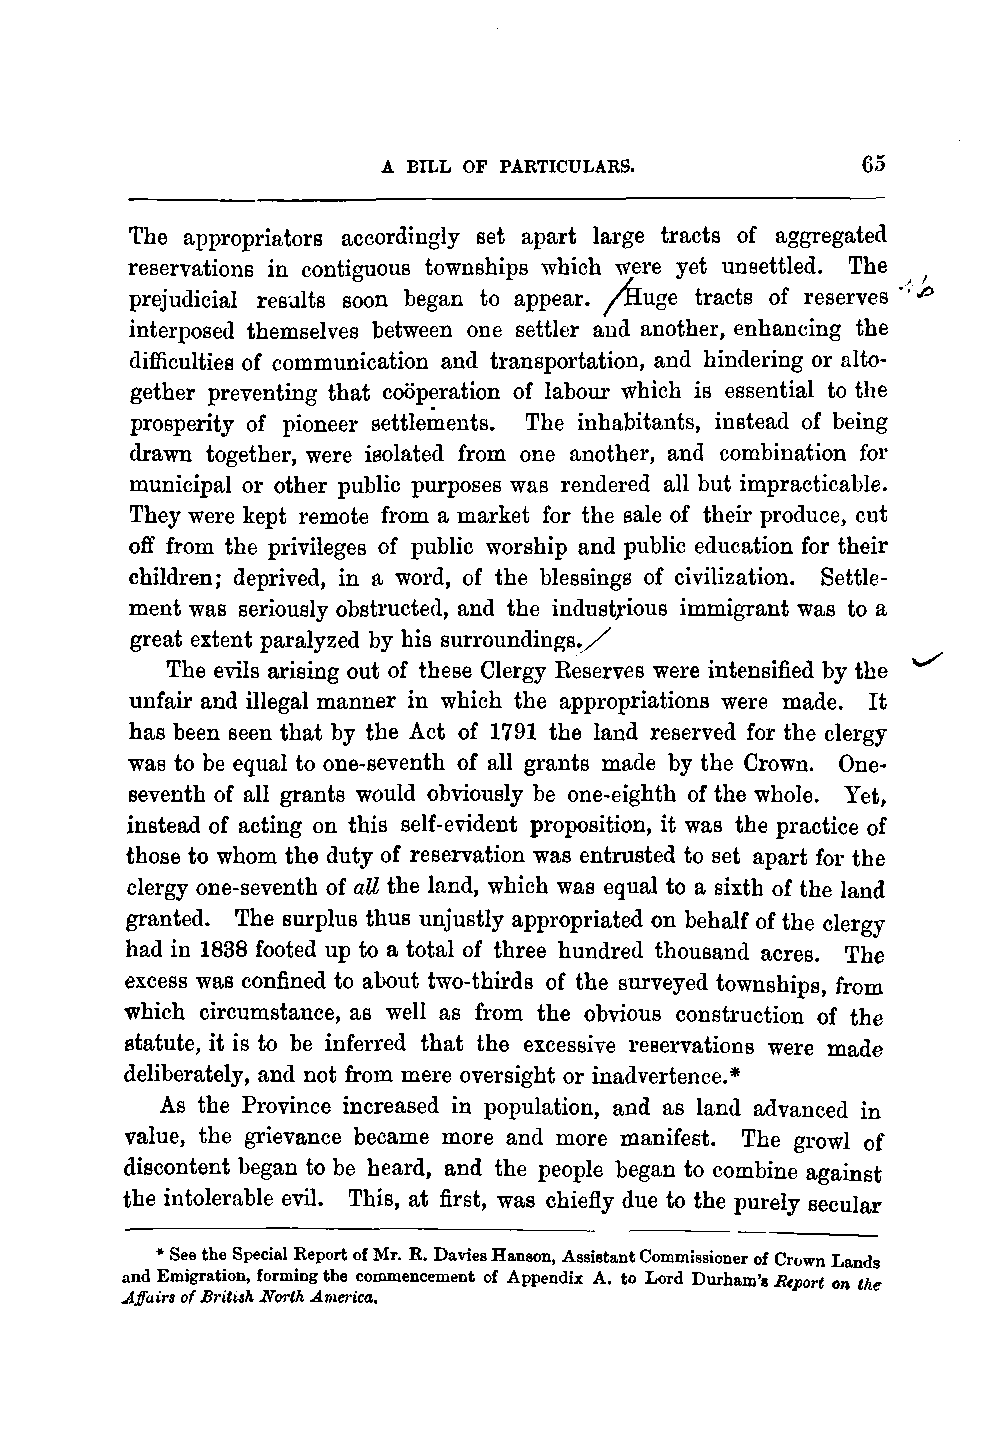 A BILL OF PARTICULARS. 65
The appropriators accordingly set apart large tracts of aggregated
reservations in contiguous townships which were yet unsettled. The
prejudicial results soon began to appear. Huge tracts of reserves
interposed themselves between one settler and another, enhancing the
difficulties of communication and transportation, and hindering or alto-
gether preventing that coöperation of labour which is essential to the
prosperity of pioneer settlements. The inhabitants, instead of being
drawn together, were isolated from one another, and combination for
municipal or other public purposes was rendered all but impracticable.
They were kept remote from a market for the sale of their produce, cut
off from the privileges of public worship and public education for their
children; deprived, in a word, of the blessings of civilization. Settle-
ment was seriously obstructed, and the industrious immigrant was to a
great extent paralyzed by his surroundings.
The evils arising out of these Clergy Reserves were intensified by the
unfair and illegal manner in which the appropriations were made. It
has been seen that by the Act of 1791 the land reserved for the clergy
was to be equal to one-seventh of all grants made by the Crown. One-
seventh of all grants would obviously be one-eighth of the whole. Yet,
instead of acting on this self-evident proposition, it was the practice of
those to whom the duty of reservation was entrusted to set apart for the
clergy one-seventh of all the land, which was equal to a sixth of the land
granted. The surplus thus unjustly appropriated on behalf of the clergy
had in 1838 footed up to a total of three hundred thousand acres. The
excess was confined to about two-thirds of the surveyed townships, from
which circumstance, as well as from the obvious construction of the
statute, it is to be inferred that the excessive reservations were made
deliberately, and not from mere oversight or inadvertence.*
As the Province increased in population, and as land advanced in
value, the grievance became more and more manifest. The growl of
discontent began to be heard, and the people began to combine against
the intolerable evil. This, at first, was chiefly due to the purely secular
* See the Special Report of Mr. R. Davies Hanson, Assistant Commissioner of Crown Lands
and Emigration, forming the commencement of Appendix A. to Lord Durham's Report on the
Affairs of British North America.